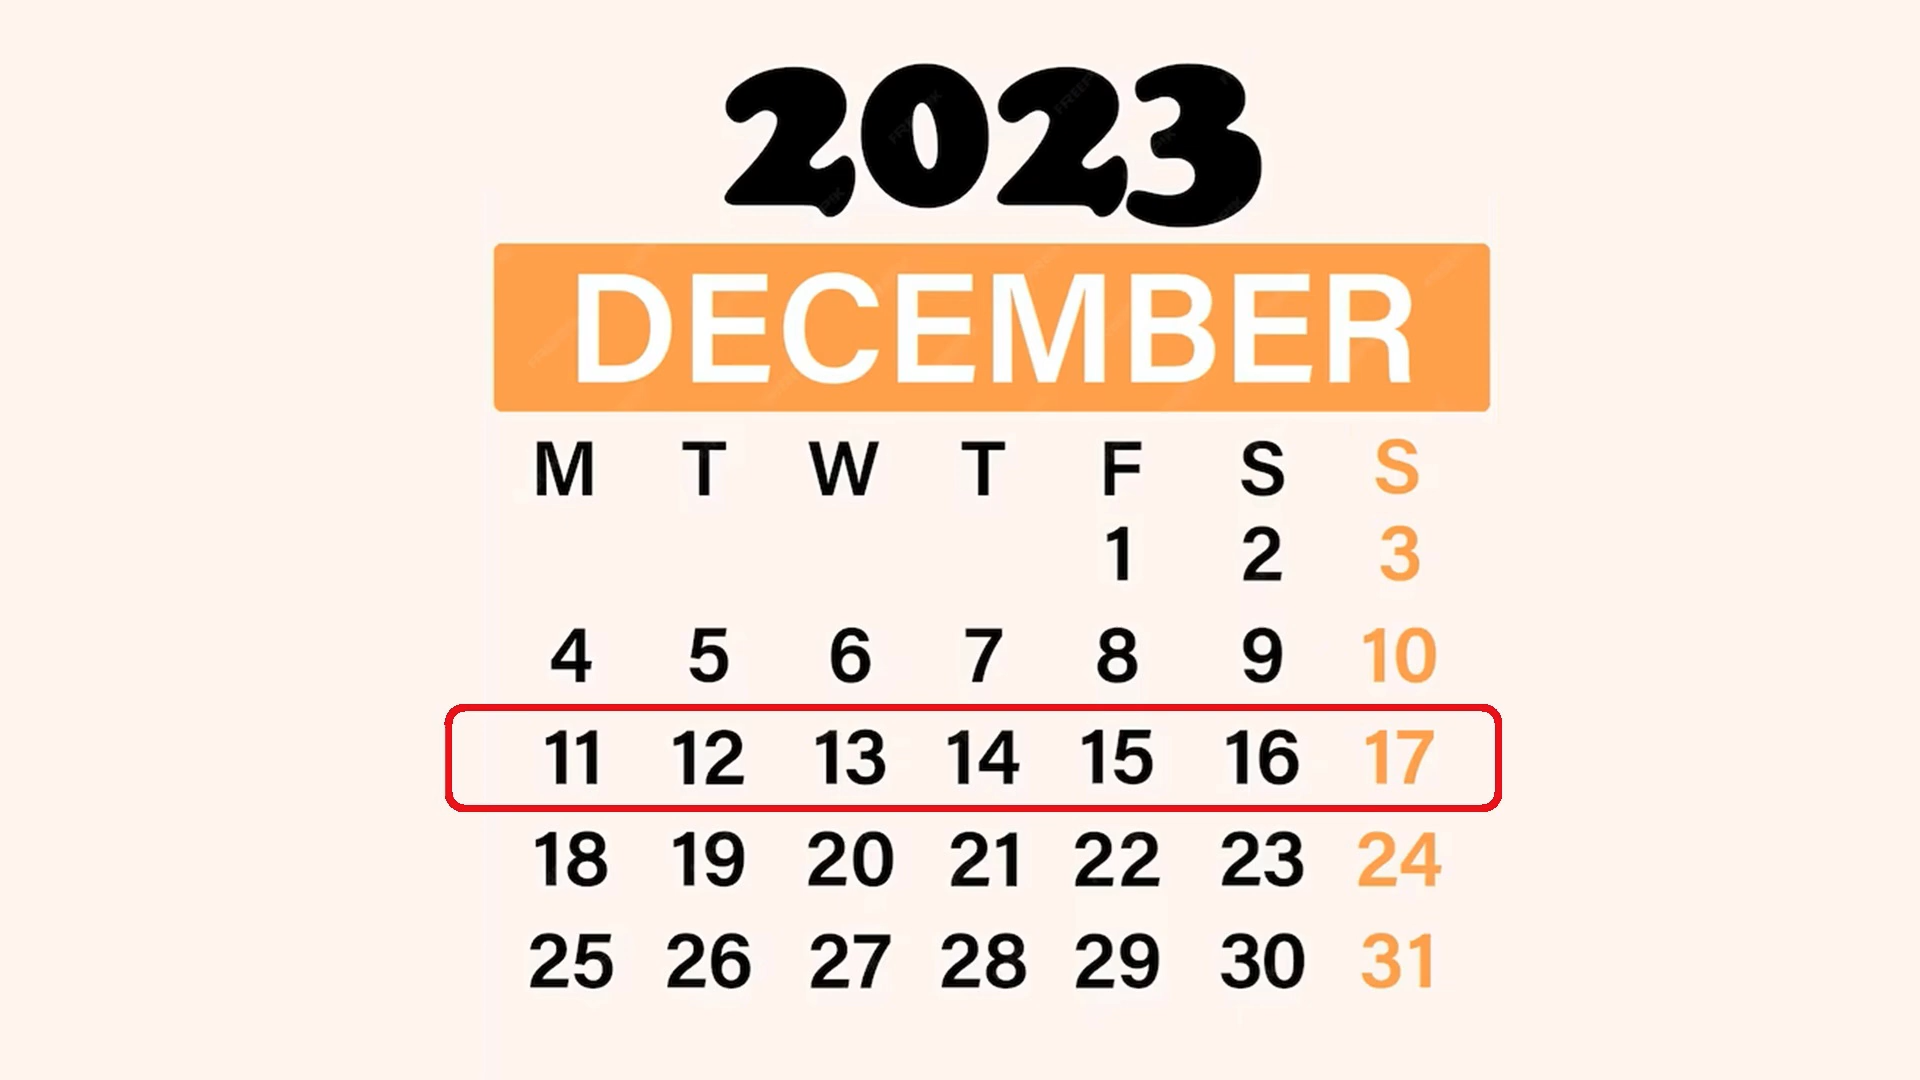 2023
DECEMBER
M T W T F S S
1 2 3
4 5 6 7 8 9 10
11 12 13 14 15 16 17
18 19 20 21 22 23 24
25 26 27 28 29 30 31